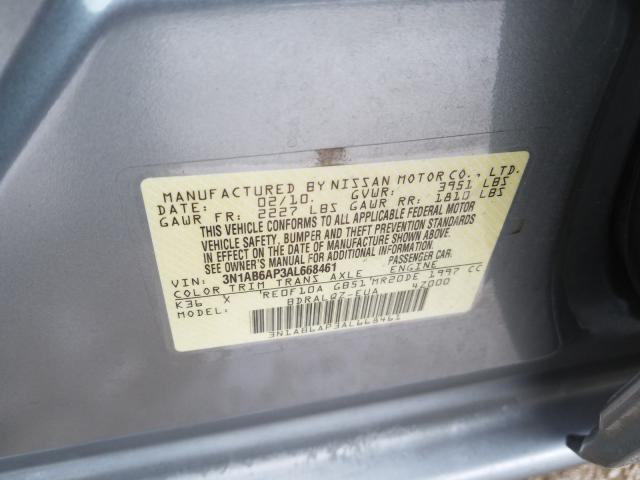 MANUFACTURED BY NISSAN MOTOR CO., LTD.
DATE: 02/10. GVWR: 3951 LBS
GAWR FR: 2227 LBS GAWR RR: 1810 LBS
THIS VEHICLE CONFORMS TO ALL APPLICABLE FEDERAL MOTOR
VEHICLE SAFETY, BUMPER AND THEFT PREVENTION STANDARDS
IN EFFECT ON THE DATE OF MANUFACTURE SHOWN ABOVE.
SEE OWNER'S MANUAL FOR ADDITIONAL INFORMATION
VIN: 3N1AB6AP3AL668461 PASSENGER CAR.
COLOR TRIM TRANS AXLE ENGINE
K36 X RE0F10A GB51 MR20DE 1997 CC
MODEL: BDRALQ7-EUA 4Z000
3N1AB6AP3AL668461